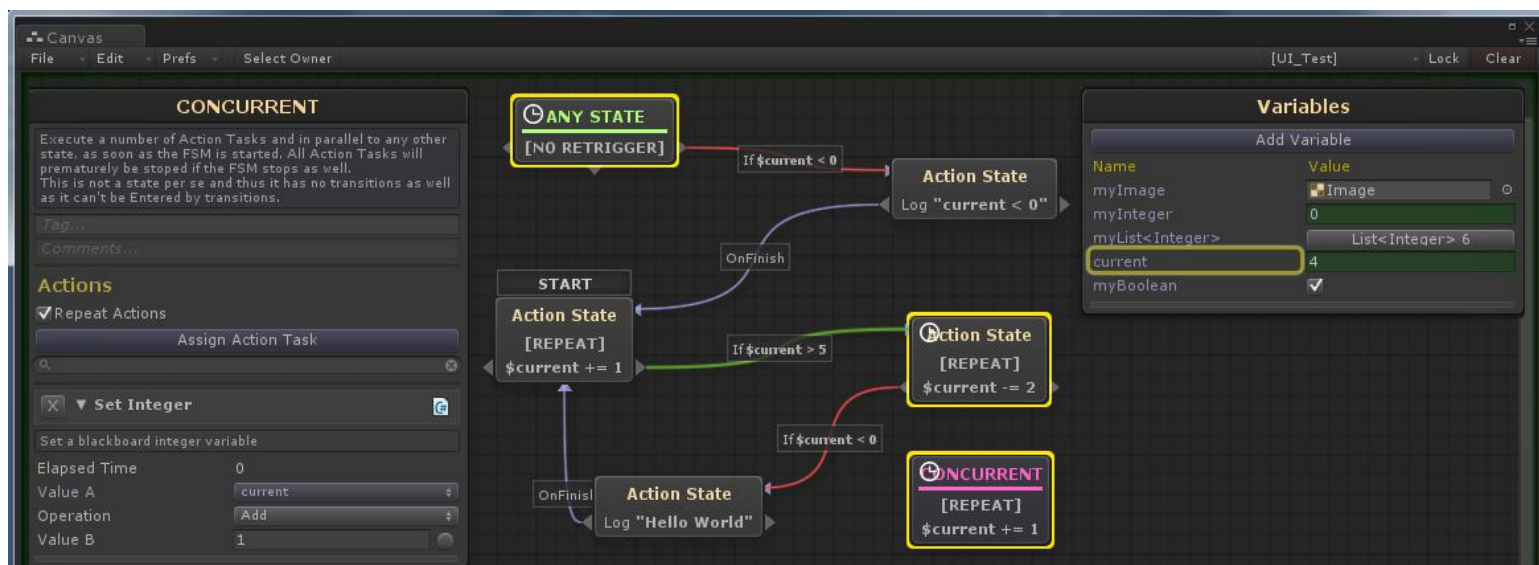 Canvas
File Edit Prefs Select Owner [UI_Test] Lock Clear
CONCURRENT
Execute a number of Action Tasks and in parallel to any other
state, as soon as the FSM is started. All Action Tasks will
prematurely be stoped if the FSM stops as well.
This is not a state per se and thus it has no transitions as well
as it can't be Entered by transitions.
Tag...
Comments...
Actions
Repeat Actions
Assign Action Task
X ▼ Set Integer C#
Set a blackboard integer variable
Elapsed Time 0
Value A current
Operation Add
Value B 1
ANY STATE
[NO RETRIGGER]
If $current < 0
Action State
Log "current < 0"
OnFinish
START
Action State
[REPEAT]
$current += 1
If $current > 5
Action State
[REPEAT]
$current -= 2
If $current < 0
OnFinisl
Action State
Log "Hello World"
CONCURRENT
[REPEAT]
$current += 1
Variables
Add Variable
Name Value
myImage Image
myInteger 0
myList<Integer> List<Integer> 6
current 4
myBoolean